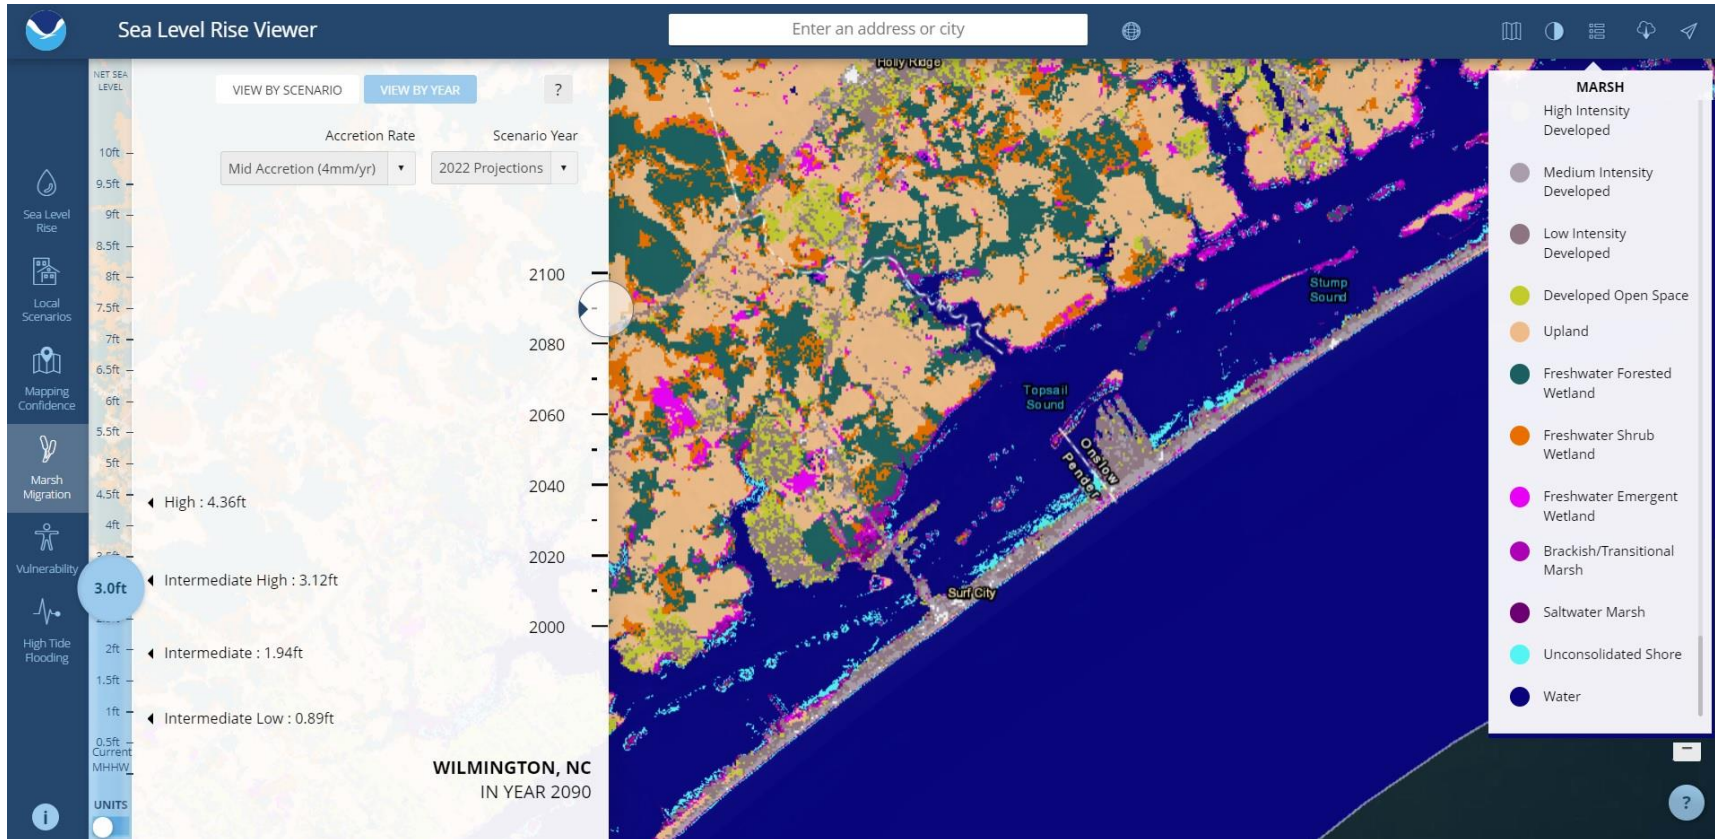 Sea Level Rise Viewer
Enter an address or city
NET SEA
LEVEL
10ft
9.5ft
9ft
8.5ft
8ft
7.5ft
7ft
6.5ft
6ft
5.5ft
5ft
4.5ft
4ft
3.0ft
2ft
1.5ft
1ft
0.5ft
Current
MHHW
UNITS
Sea Level
Rise
Local
Scenarios
Mapping
Confidence
Marsh
Migration
Vulnerability
High Tide
Flooding
i
VIEW BY SCENARIO
VIEW BY YEAR
?
Accretion Rate
Scenario Year
Mid Accretion (4mm/yr)
2022 Projections
2100
2080
2060
2040
2020
2000
High : 4.36ft
Intermediate High : 3.12ft
Intermediate : 1.94ft
Intermediate Low : 0.89ft
WILMINGTON, NC
IN YEAR 2090
Holly Ridge
Stump
Sound
Topsail
Sound
Onslow
Pender
Surf City
MARSH
High Intensity
Developed
Medium Intensity
Developed
Low Intensity
Developed
Developed Open Space
Upland
Freshwater Forested
Wetland
Freshwater Shrub
Wetland
Freshwater Emergent
Wetland
Brackish/Transitional
Marsh
Saltwater Marsh
Unconsolidated Shore
Water
?